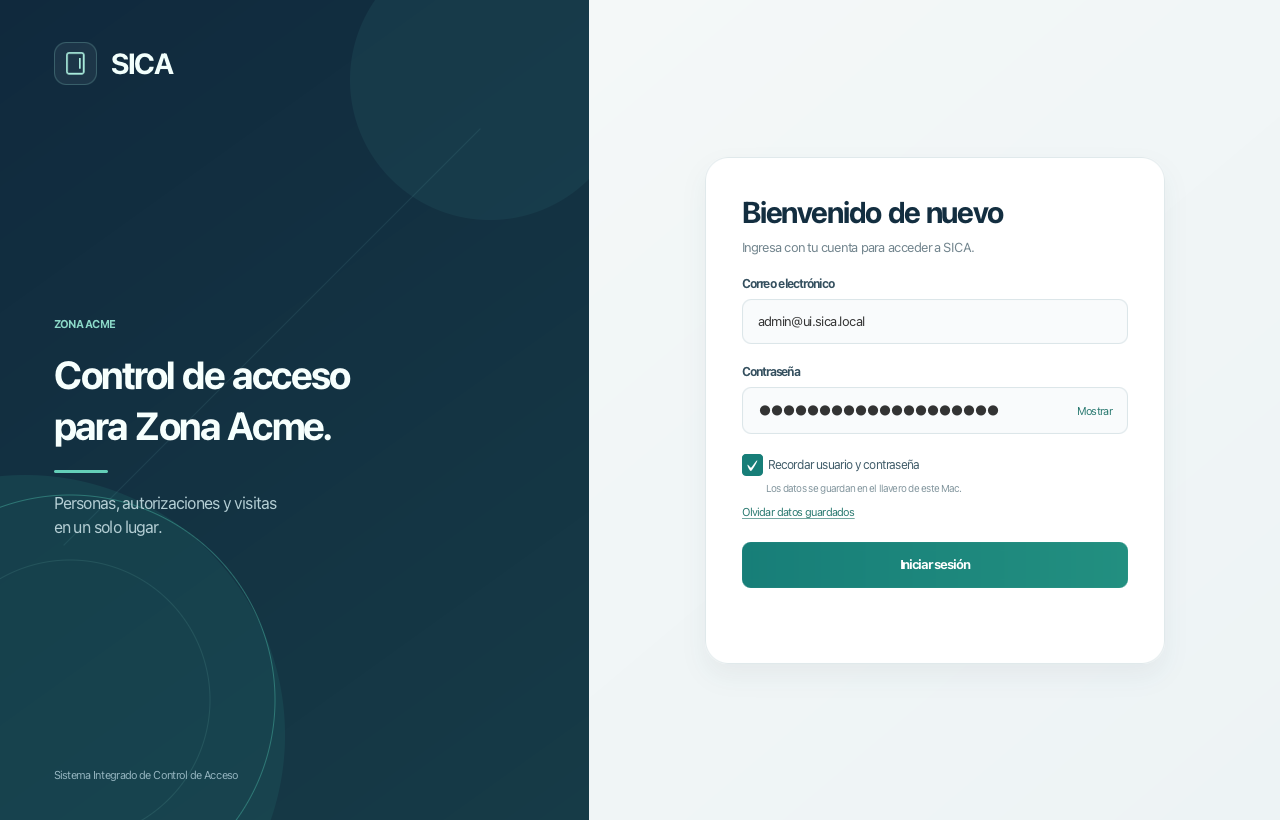 SICA
ZONA ACME
Control de acceso
para Zona Acme.
Personas, autorizaciones y visitas
en un solo lugar.
Sistema Integrado de Control de Acceso
Bienvenido de nuevo
Ingresa con tu cuenta para acceder a SICA.
Correo electrónico
admin@ui.sica.local
Contraseña
Mostrar
Recordar usuario y contraseña
Los datos se guardan en el llavero de este Mac.
Olvidar datos guardados
Iniciar sesión